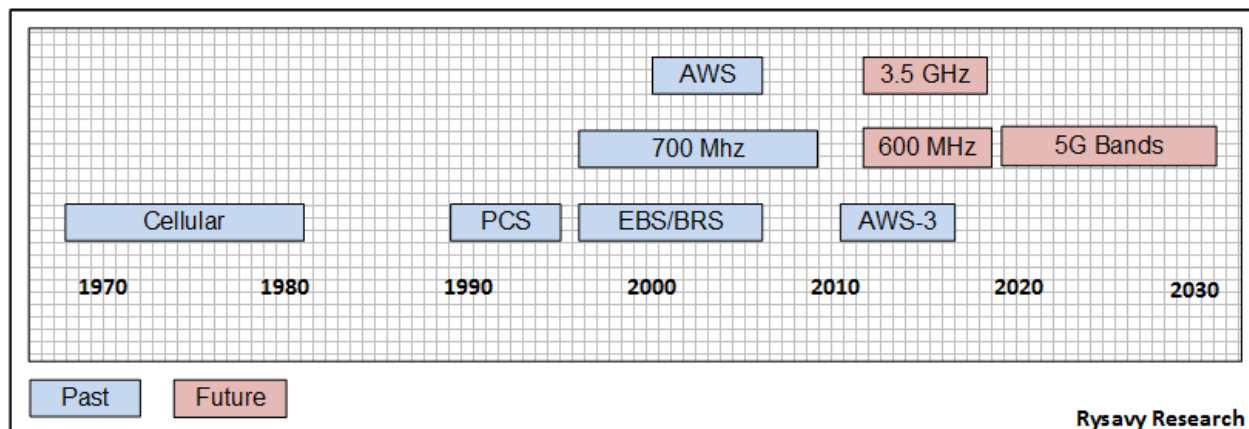 AWS 3.5 GHz
700 Mhz 600 MHz 5G Bands
Cellular PCS EBS/BRS AWS-3
1970 1980 1990 2000 2010 2020 2030
Past Future
Rysavy Research